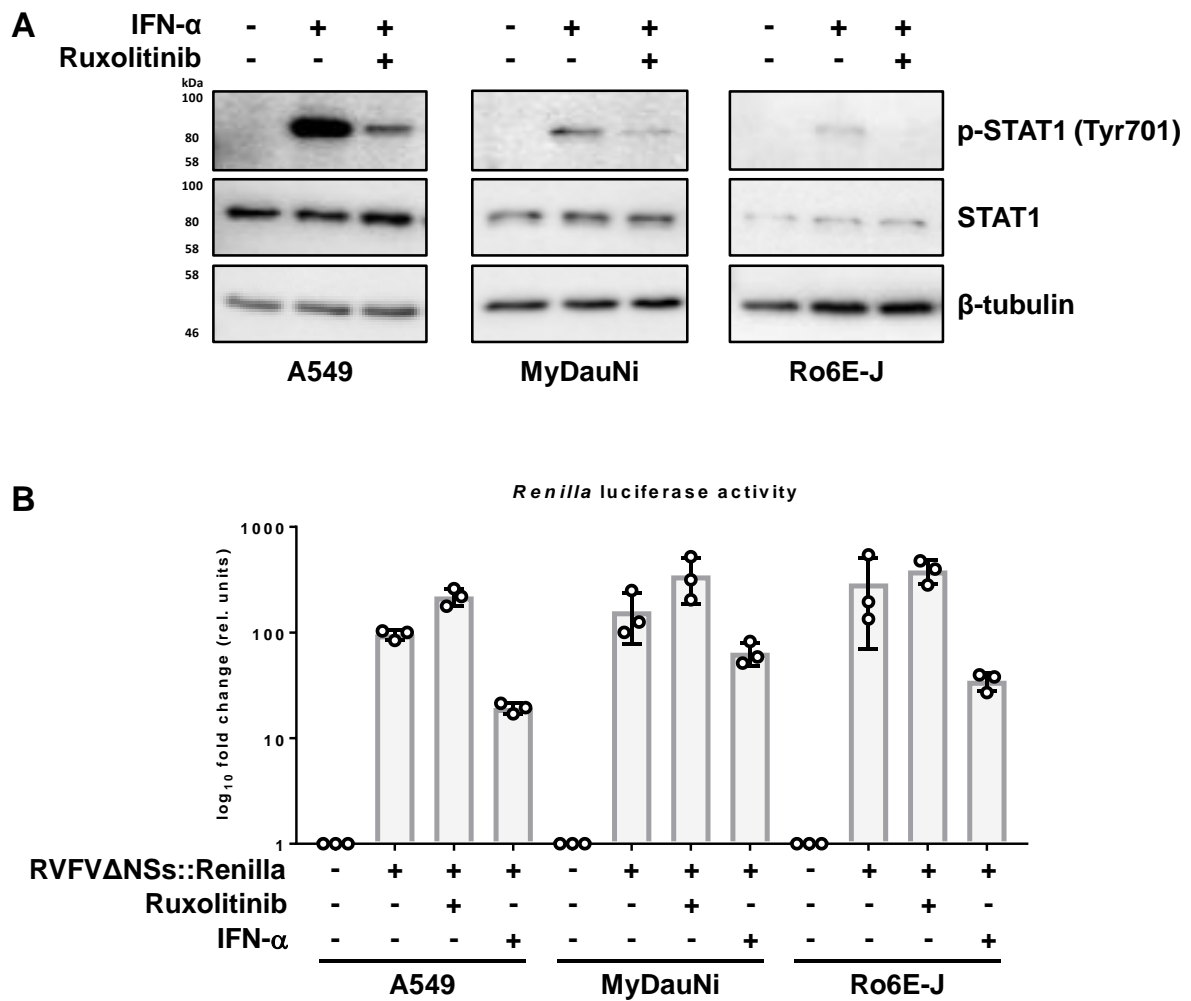 A
IFN-α - + + - + + - + +
Ruxolitinib - - + - - + - - +
kDa
100
80
58
p-STAT1 (Tyr701)
100
80
58
STAT1
58
46
β-tubulin
A549 MyDauNi Ro6E-J
B
Renilla luciferase activity
log10 fold change (rel. units)
1000
100
10
1
RVFVΔNSs::Renilla - + + + - + + + - + + +
Ruxolitinib - - + - - - + - - - + -
IFN-α - - - + - - - + - - - +
A549 MyDauNi Ro6E-J